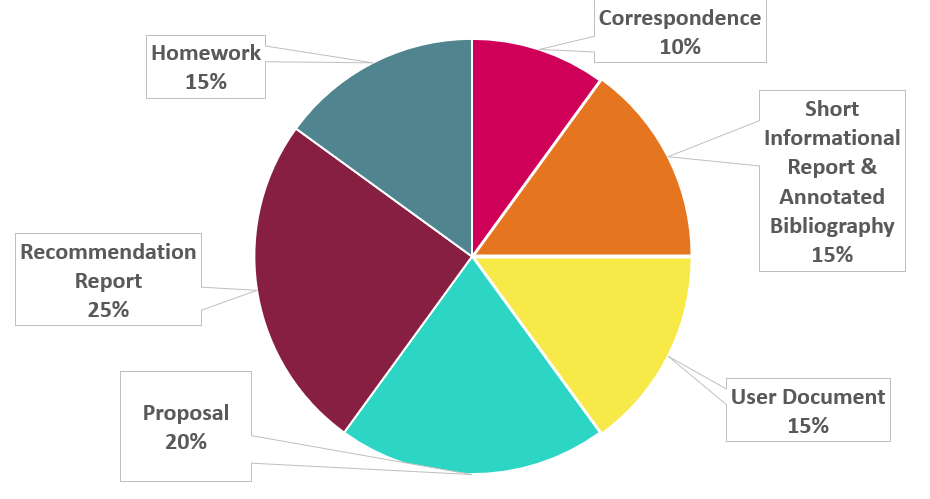 Correspondence
10%
Homework
15%
Short
Informational
Report &
Annotated
Bibliography
15%
Recommendation
Report
25%
User Document
15%
Proposal
20%